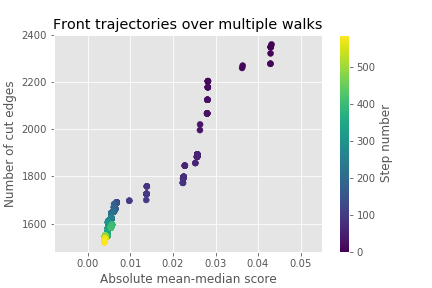 Front trajectories over multiple walks
2400
2200
2000
1800
1600
Number of cut edges
0.00 0.01 0.02 0.03 0.04 0.05
Absolute mean-median score
500
400
300
200
100
0
Step number